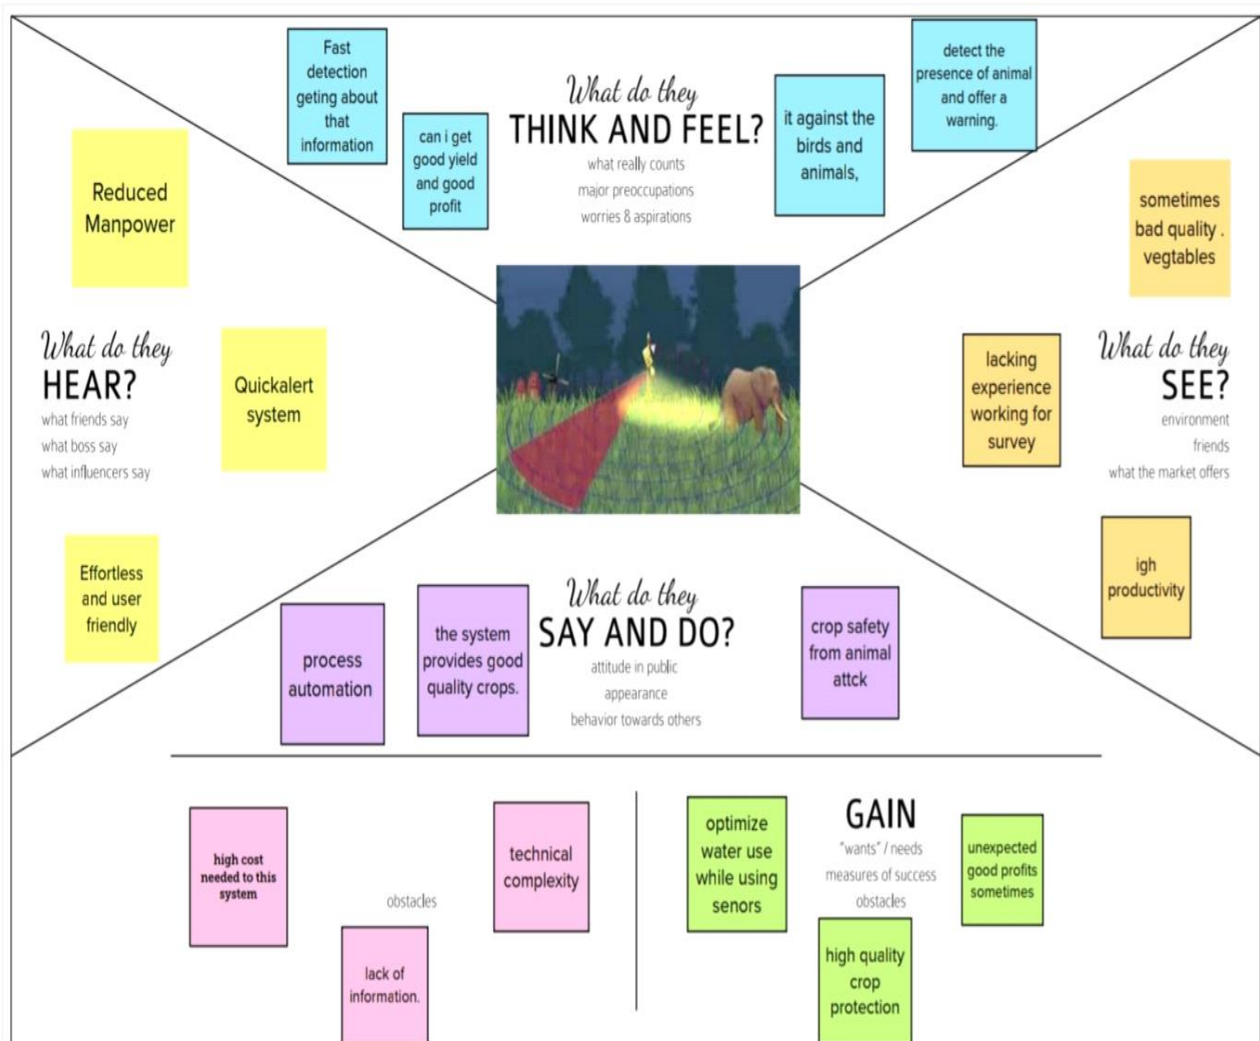 Fast
detection
geting about
that
information
can i get
good yield
and good
profit
What do they
THINK AND FEEL?
what really counts
major preoccupations
worries & aspirations
it against the
birds and
animals,
detect the
presence of animal
and offer a
warning.
Reduced
Manpower
What do they
HEAR?
what friends say
what boss say
what influencers say
Quickalert
system
Effortless
and user
friendly
sometimes
bad quality .
vegtables
lacking
experience
working for
survey
What do they
SEE?
environment
friends
what the market offers
igh
productivity
process
automation
the system
provides good
quality crops.
What do they
SAY AND DO?
attitude in public
appearance
behavior towards others
crop safety
from animal
attck
high cost
needed to this
system
obstacles
lack of
information.
technical
complexity
optimize
water use
while using
senors
GAIN
"wants" / needs
measures of success
obstacles
high quality
crop
protection
unexpected
good profits
sometimes